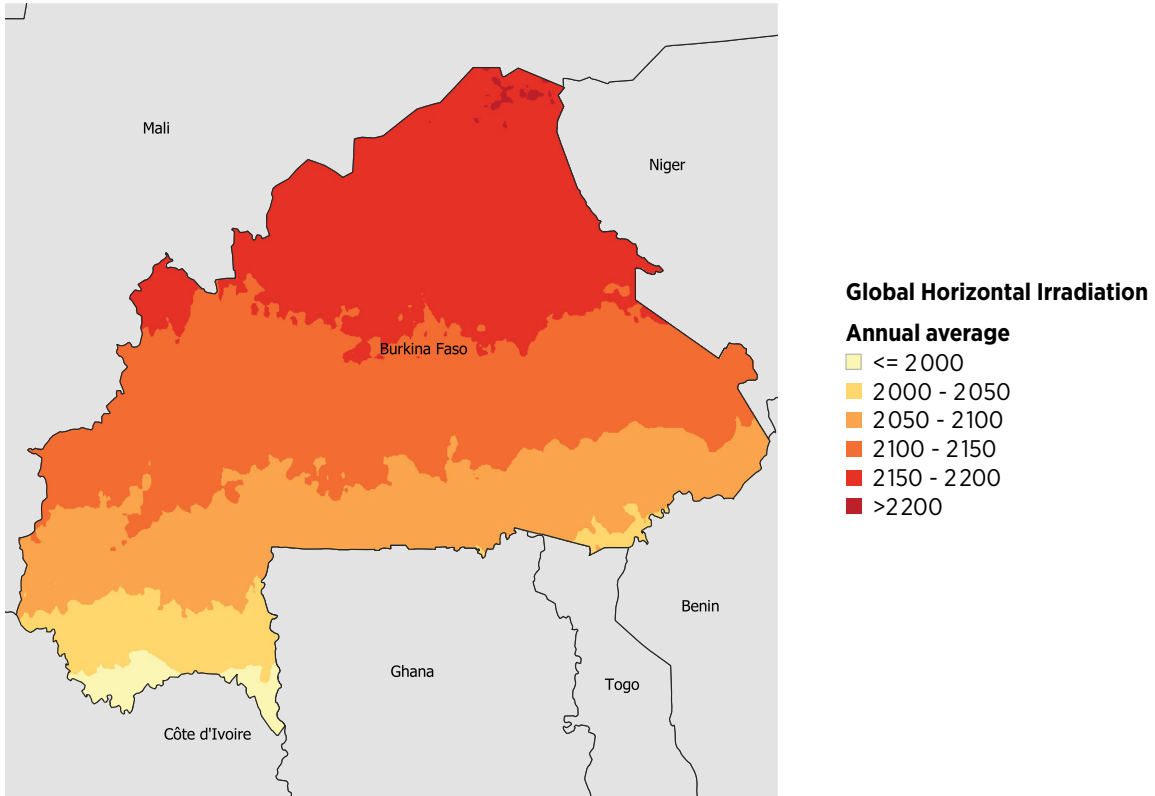 Mali
Niger
Burkina Faso
Benin
Ghana
Togo
Côte d'Ivoire
Global Horizontal Irradiation
Annual average
<= 2000
2000 - 2050
2050 - 2100
2100 - 2150
2150 - 2200
>2200